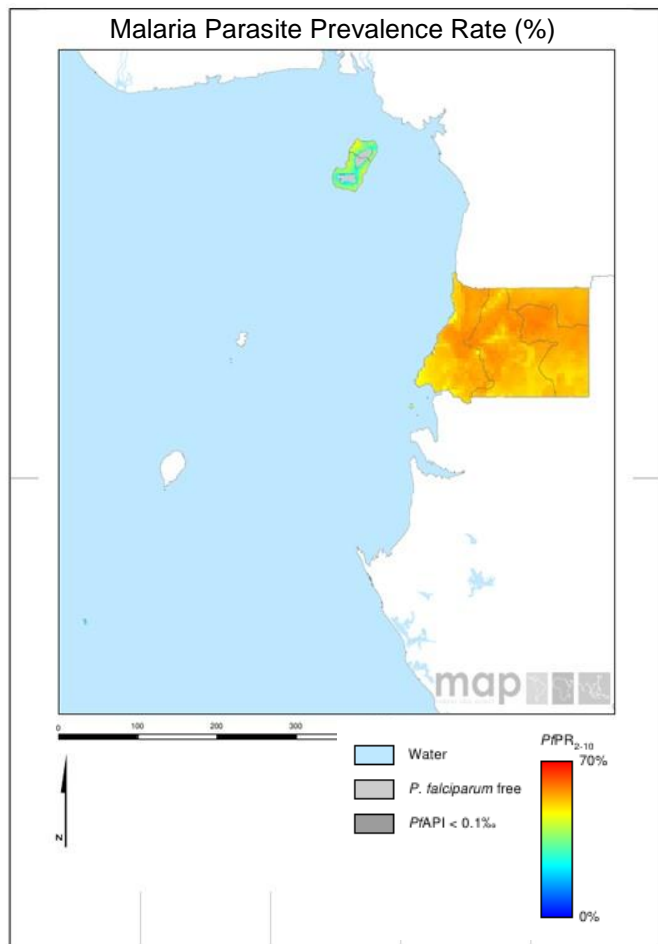 Malaria Parasite Prevalence Rate (%)
map
0 100 200 300
N
Water
P. falciparum free
PfAPI < 0.1‰
PfPR2-10
70%
0%